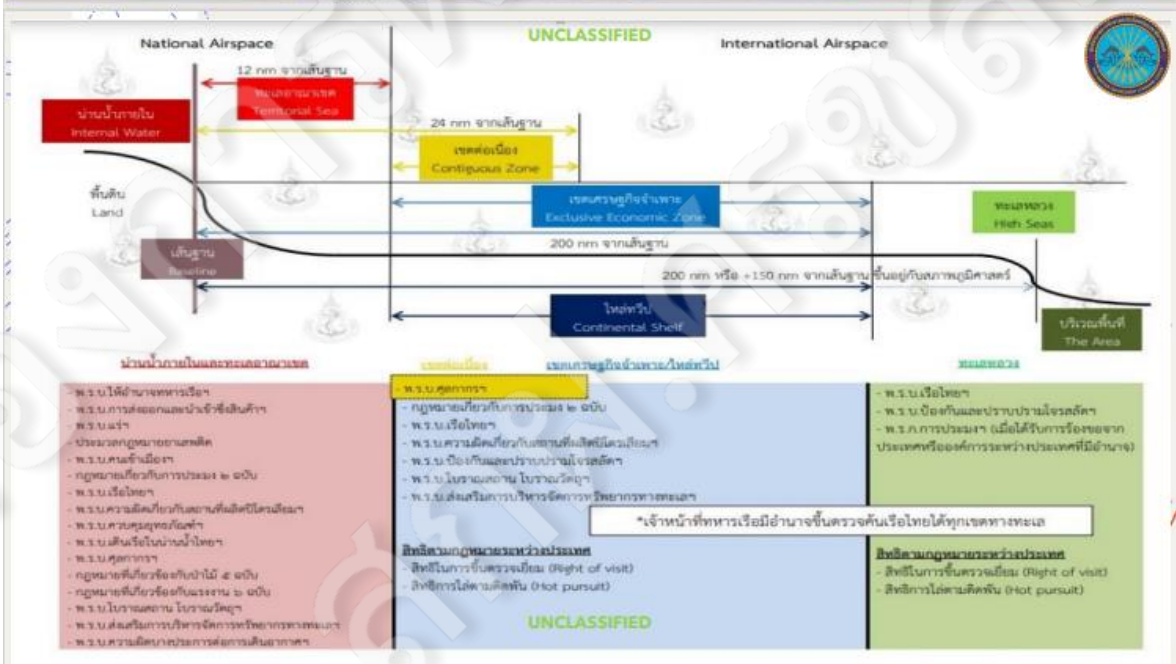 UNCLASSIFIED
National Airspace
International Airspace
12 nm จากเส้นฐาน
ทะเลอาณาเขต
Territorial Sea
น่านน้ำภายใน
Internal Water
24 nm จากเส้นฐาน
เขตต่อเนื่อง
Contiguous Zone
พื้นดิน
Land
เขตเศรษฐกิจจำเพาะ
Exclusive Economic Zone
ทะเลหลวง
High Seas
เส้นฐาน
Baseline
200 nm จากเส้นฐาน
200 nm หรือ +150 nm จากเส้นฐาน ขึ้นอยู่กับสภาพภูมิศาสตร์
ไหล่ทวีป
Continental Shelf
บริเวณพื้นที่
The Area
น่านน้ำภายในและทะเลอาณาเขต
- พ.ร.บ.ให้อำนาจทหารเรือฯ
- พ.ร.บ.การส่งออกและนำเข้าซึ่งสินค้าฯ
- พ.ร.บ.แร่ฯ
- ประมวลกฎหมายยาเสพติด
- พ.ร.บ.คนเข้าเมืองฯ
- กฎหมายเกี่ยวกับการประมง ๒ ฉบับ
- พ.ร.บ.เรือไทยฯ
- พ.ร.บ.ความผิดเกี่ยวกับสถานที่ผลิตปิโตรเลียมฯ
- พ.ร.บ.ควบคุมยุทธภัณฑ์ฯ
- พ.ร.บ.เดินเรือในน่านน้ำไทยฯ
- พ.ร.บ.ศุลกากรฯ
- กฎหมายที่เกี่ยวข้องกับป่าไม้ ๕ ฉบับ
- กฎหมายที่เกี่ยวข้องกับแรงงาน ๖ ฉบับ
- พ.ร.บ.โบราณสถาน โบราณวัตถุฯ
- พ.ร.บ.ส่งเสริมการบริหารจัดการทรัพยากรทางทะเลฯ
- พ.ร.บ.ความผิดบางประการต่อการเดินอากาศฯ
เขตต่อเนื่อง
เขตเศรษฐกิจจำเพาะ/ไหล่ทวีป
- พ.ร.บ.ศุลกากรฯ
- กฎหมายเกี่ยวกับการประมง ๒ ฉบับ
- พ.ร.บ.เรือไทยฯ
- พ.ร.บ.ความผิดเกี่ยวกับสถานที่ผลิตปิโตรเลียมฯ
- พ.ร.บ.ป้องกันและปราบปรามโจรสลัดฯ
- พ.ร.บ.โบราณสถาน โบราณวัตถุฯ
- พ.ร.บ.ส่งเสริมการบริหารจัดการทรัพยากรทางทะเลฯ
ทะเลหลวง
- พ.ร.บ.เรือไทยฯ
- พ.ร.บ.ป้องกันและปราบปรามโจรสลัดฯ
- พ.ร.ก.การประมงฯ (เมื่อได้รับการร้องขอจาก
ประเทศหรือองค์การระหว่างประเทศที่มีอำนาจ)
*เจ้าหน้าที่ทหารเรือมีอำนาจขึ้นตรวจค้นเรือไทยได้ทุกเขตทางทะเล
สิทธิตามกฎหมายระหว่างประเทศ
- สิทธิในการขึ้นตรวจเยี่ยม (Right of visit)
- สิทธิการไล่ตามติดพัน (Hot pursuit)
สิทธิตามกฎหมายระหว่างประเทศ
- สิทธิในการขึ้นตรวจเยี่ยม (Right of visit)
- สิทธิการไล่ตามติดพัน (Hot pursuit)
UNCLASSIFIED